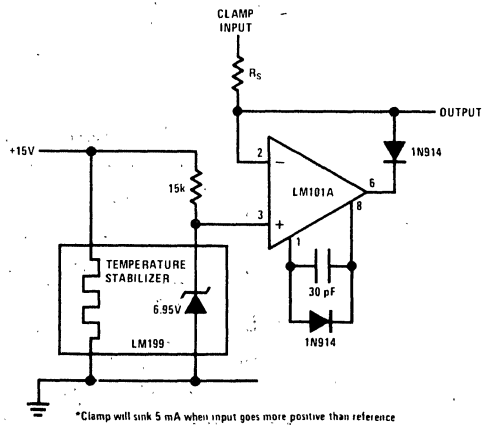 CLAMP
INPUT
RS
OUTPUT
+15V
2
−
1N914
15k
LM101A
6
8
3
+
1
TEMPERATURE
STABILIZER
30 pF
6.95V
1N914
LM199
*Clamp will sink 5 mA when input goes more positive than reference